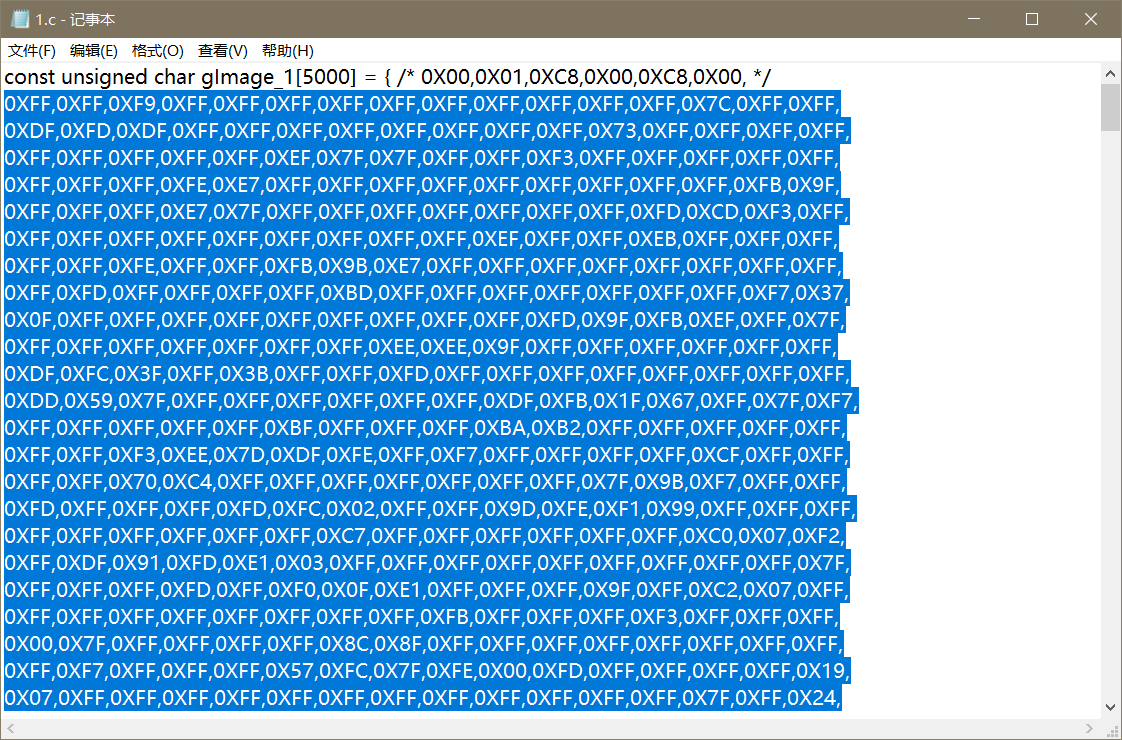 1.c - 记事本
文件(F) 编辑(E) 格式(O) 查看(V) 帮助(H)
const unsigned char gImage_1[5000] = { /* 0X00,0X01,0XC8,0X00,0XC8,0X00, */
0XFF,0XFF,0XF9,0XFF,0XFF,0XFF,0XFF,0XFF,0XFF,0XFF,0XFF,0XFF,0XFF,0X7C,0XFF,0XFF,
0XDF,0XFD,0XDF,0XFF,0XFF,0XFF,0XFF,0XFF,0XFF,0XFF,0XFF,0X73,0XFF,0XFF,0XFF,0XFF,
0XFF,0XFF,0XFF,0XFF,0XFF,0XEF,0X7F,0X7F,0XFF,0XFF,0XF3,0XFF,0XFF,0XFF,0XFF,0XFF,
0XFF,0XFF,0XFF,0XFE,0XE7,0XFF,0XFF,0XFF,0XFF,0XFF,0XFF,0XFF,0XFF,0XFF,0XFB,0X9F,
0XFF,0XFF,0XFF,0XE7,0X7F,0XFF,0XFF,0XFF,0XFF,0XFF,0XFF,0XFF,0XFD,0XCD,0XF3,0XFF,
0XFF,0XFF,0XFF,0XFF,0XFF,0XFF,0XFF,0XFF,0XFF,0XEF,0XFF,0XFF,0XEB,0XFF,0XFF,0XFF,
0XFF,0XFF,0XFE,0XFF,0XFF,0XFB,0X9B,0XE7,0XFF,0XFF,0XFF,0XFF,0XFF,0XFF,0XFF,0XFF,
0XFF,0XFD,0XFF,0XFF,0XFF,0XFF,0XBD,0XFF,0XFF,0XFF,0XFF,0XFF,0XFF,0XFF,0XF7,0X37,
0X0F,0XFF,0XFF,0XFF,0XFF,0XFF,0XFF,0XFF,0XFF,0XFF,0XFD,0X9F,0XFB,0XEF,0XFF,0X7F,
0XFF,0XFF,0XFF,0XFF,0XFF,0XFF,0XFF,0XEE,0XEE,0X9F,0XFF,0XFF,0XFF,0XFF,0XFF,0XFF,
0XDF,0XFC,0X3F,0XFF,0X3B,0XFF,0XFF,0XFD,0XFF,0XFF,0XFF,0XFF,0XFF,0XFF,0XFF,0XFF,
0XDD,0X59,0X7F,0XFF,0XFF,0XFF,0XFF,0XFF,0XFF,0XDF,0XFB,0X1F,0X67,0XFF,0X7F,0XF7,
0XFF,0XFF,0XFF,0XFF,0XFF,0XBF,0XFF,0XFF,0XFF,0XBA,0XB2,0XFF,0XFF,0XFF,0XFF,0XFF,
0XFF,0XFF,0XF3,0XEE,0X7D,0XDF,0XFE,0XFF,0XF7,0XFF,0XFF,0XFF,0XFF,0XCF,0XFF,0XFF,
0XFF,0XFF,0X70,0XC4,0XFF,0XFF,0XFF,0XFF,0XFF,0XFF,0XFF,0X7F,0X9B,0XF7,0XFF,0XFF,
0XFD,0XFF,0XFF,0XFF,0XFD,0XFC,0X02,0XFF,0XFF,0X9D,0XFE,0XF1,0X99,0XFF,0XFF,0XFF,
0XFF,0XFF,0XFF,0XFF,0XFF,0XFF,0XC7,0XFF,0XFF,0XFF,0XFF,0XFF,0XFF,0XC0,0X07,0XF2,
0XFF,0XDF,0X91,0XFD,0XE1,0X03,0XFF,0XFF,0XFF,0XFF,0XFF,0XFF,0XFF,0XFF,0XFF,0X7F,
0XFF,0XFF,0XFF,0XFD,0XFF,0XF0,0X0F,0XE1,0XFF,0XFF,0XFF,0X9F,0XFF,0XC2,0X07,0XFF,
0XFF,0XFF,0XFF,0XFF,0XFF,0XFF,0XFF,0XFF,0XFB,0XFF,0XFF,0XFF,0XF3,0XFF,0XFF,0XFF,
0X00,0X7F,0XFF,0XFF,0XFF,0XFF,0X8C,0X8F,0XFF,0XFF,0XFF,0XFF,0XFF,0XFF,0XFF,0XFF,
0XFF,0XF7,0XFF,0XFF,0XFF,0X57,0XFC,0X7F,0XFE,0X00,0XFD,0XFF,0XFF,0XFF,0XFF,0X19,
0X07,0XFF,0XFF,0XFF,0XFF,0XFF,0XFF,0XFF,0XFF,0XFF,0XFF,0XFF,0XFF,0X7F,0XFF,0X24,